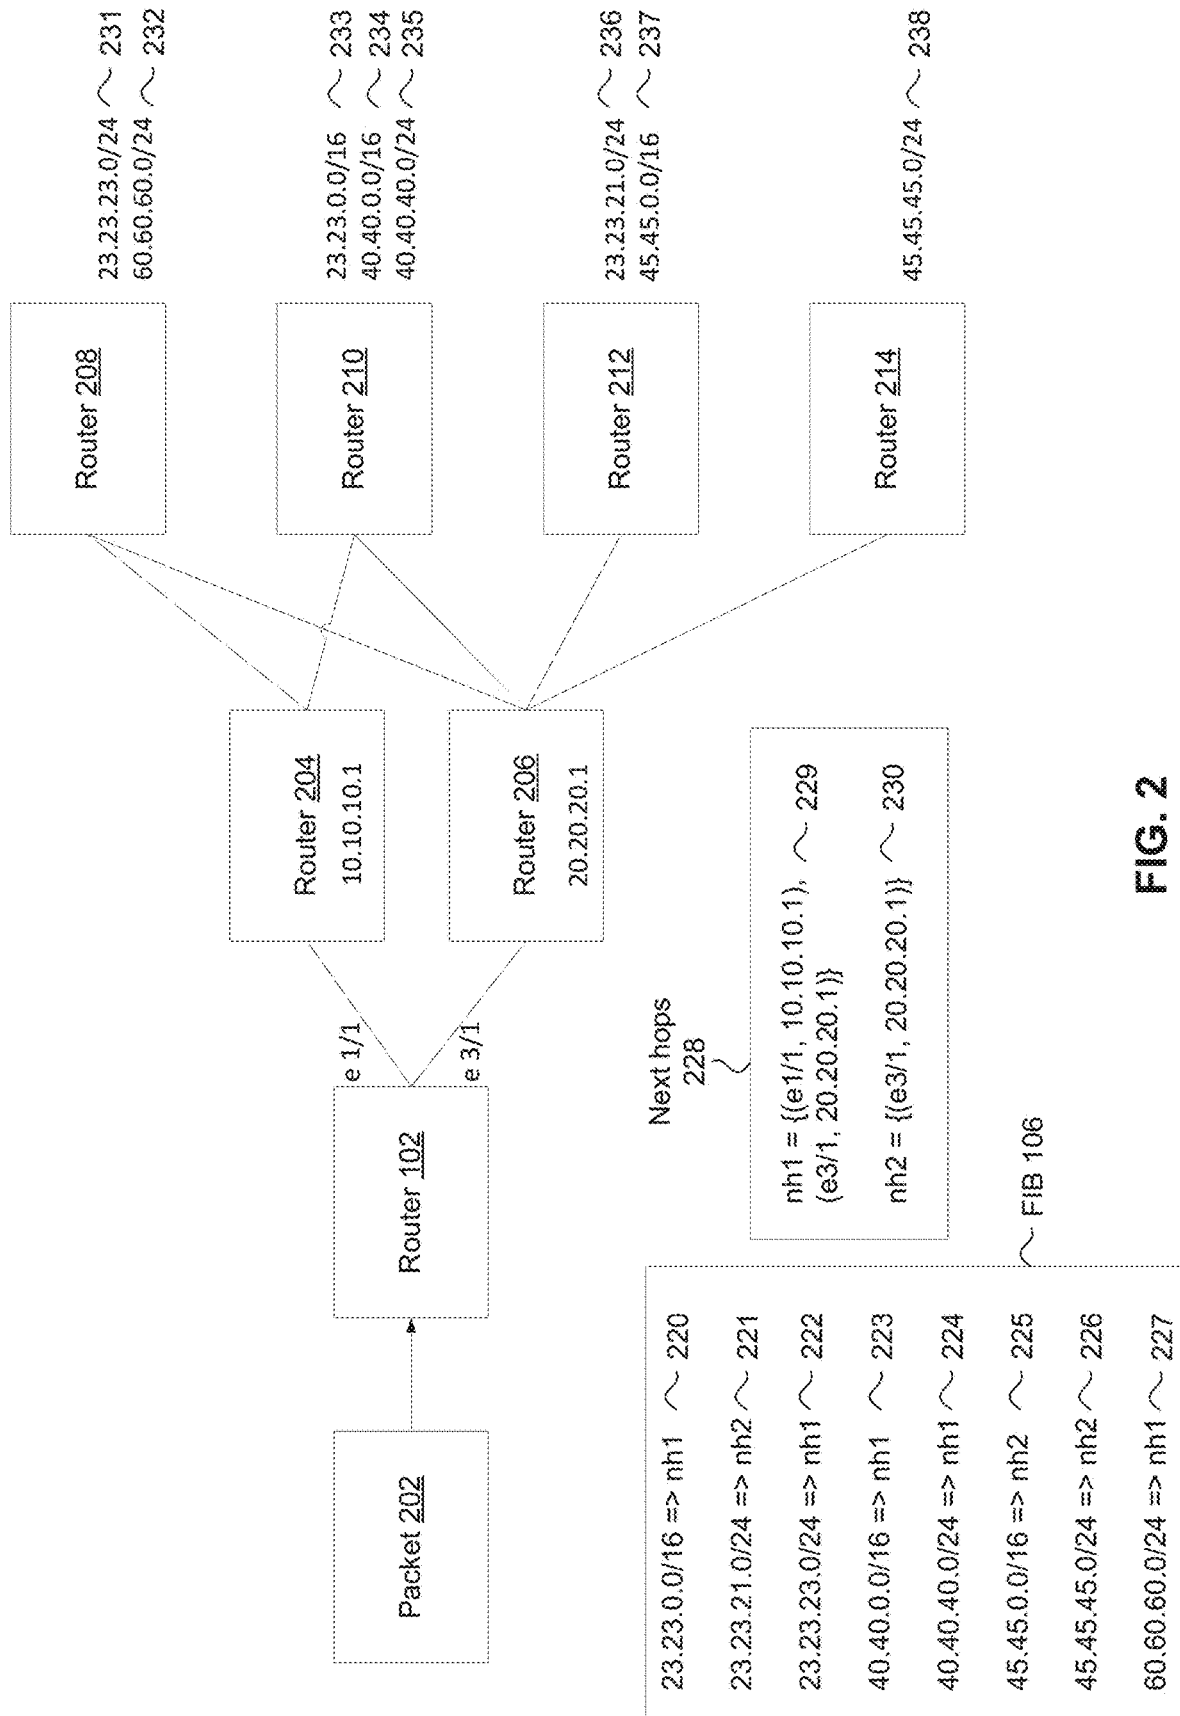 23.23.23.0/24 231
60.60.60.0/24 232
23.23.0.0/16 233
40.40.0.0/16 234
40.40.40.0/24 235
23.23.21.0/24 236
45.45.0.0/16 237
45.45.45.0/24 238
Router 208
Router 210
Router 212
Router 214
Router 204
10.10.10.1
Router 206
20.20.20.1
e 1/1
e 3/1
Router 102
Packet 202
Next hops
228
nh1 = {(e1/1, 10.10.10.1), 229
(e3/1, 20.20.20.1)}
nh2 = {(e3/1, 20.20.20.1)} 230
FIB 106
23.23.0.0/16 => nh1 220
23.23.21.0/24 => nh2 221
23.23.23.0/24 => nh1 222
40.40.0.0/16 => nh1 223
40.40.40.0/24 => nh1 224
45.45.0.0/16 => nh2 225
45.45.45.0/24 => nh2 226
60.60.60.0/24 => nh1 227
FIG. 2